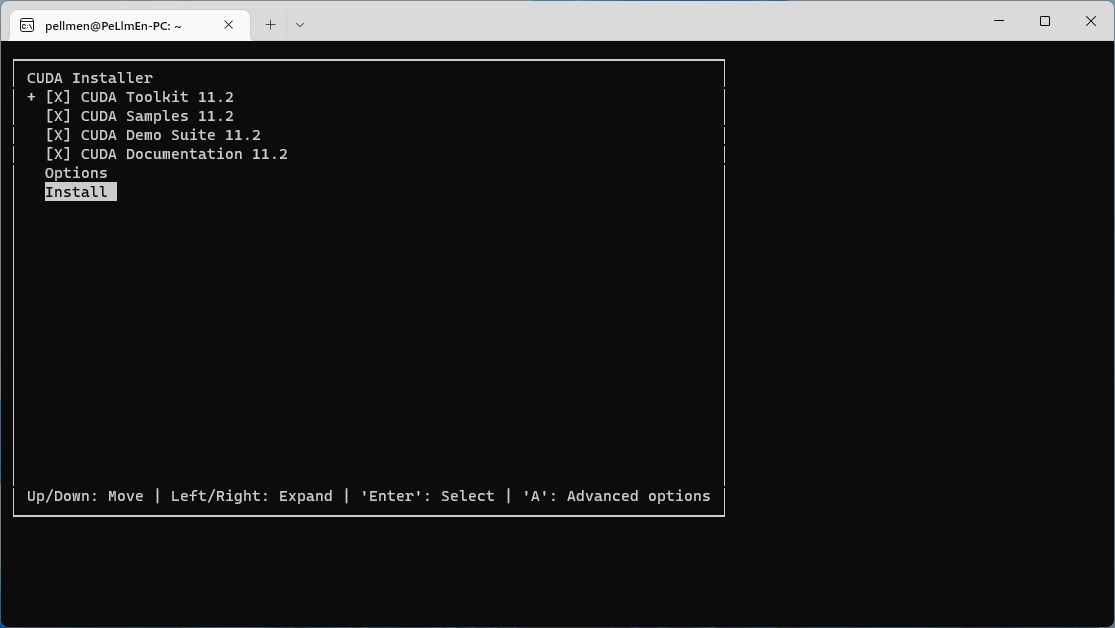 pellmen@PeLlmEn-PC: ~
CUDA Installer
+ [X] CUDA Toolkit 11.2
[X] CUDA Samples 11.2
[X] CUDA Demo Suite 11.2
[X] CUDA Documentation 11.2
Options
Install
Up/Down: Move | Left/Right: Expand | 'Enter': Select | 'A': Advanced options